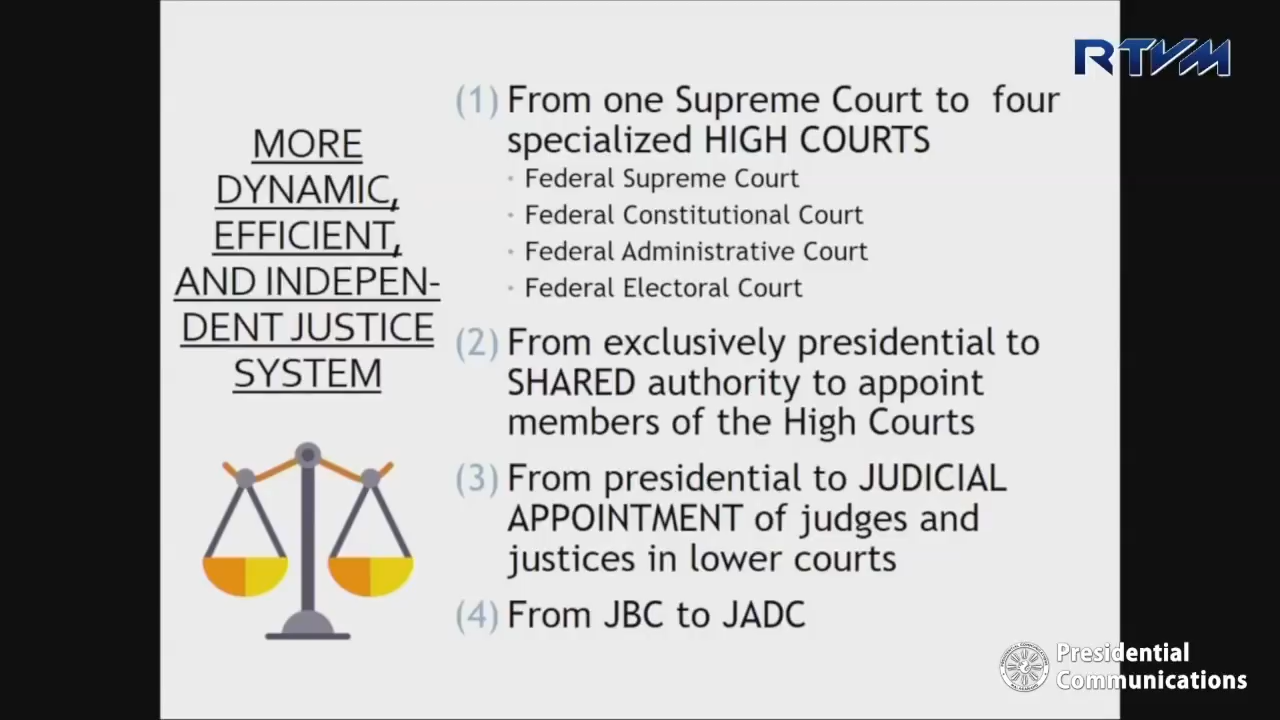 RTVM
MORE
DYNAMIC,
EFFICIENT,
AND INDEPEN-
DENT JUSTICE
SYSTEM
(1) From one Supreme Court to four
specialized HIGH COURTS
· Federal Supreme Court
· Federal Constitutional Court
· Federal Administrative Court
· Federal Electoral Court
(2) From exclusively presidential to
SHARED authority to appoint
members of the High Courts
(3) From presidential to JUDICIAL
APPOINTMENT of judges and
justices in lower courts
(4) From JBC to JADC
Presidential
Communications